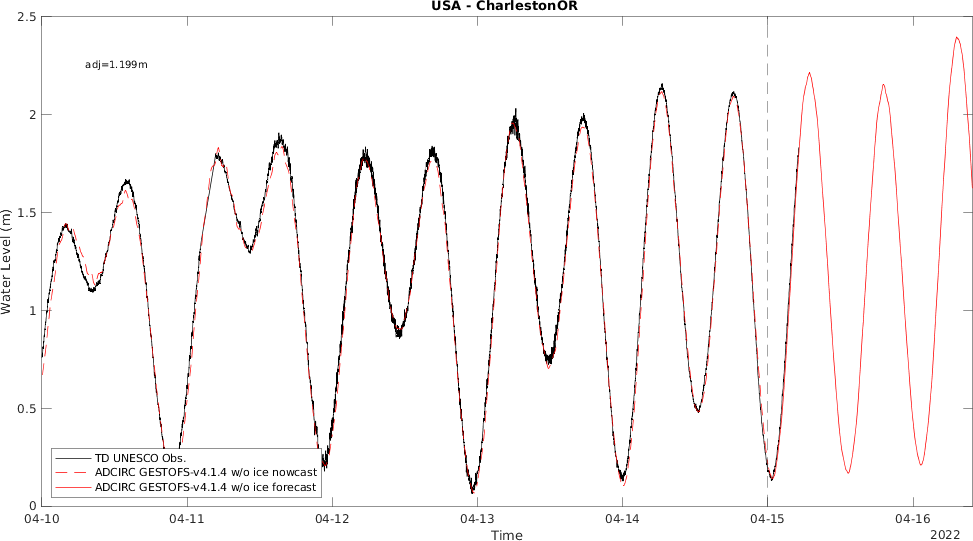 USA - CharlestonOR
2.5
adj=1.199m
2
1.5
Water Level (m)
1
0.5
TD UNESCO Obs.
ADCIRC GESTOFS-v4.1.4 w/o ice nowcast
ADCIRC GESTOFS-v4.1.4 w/o ice forecast
0
04-10 04-11 04-12 04-13 04-14 04-15 04-16
Time
2022